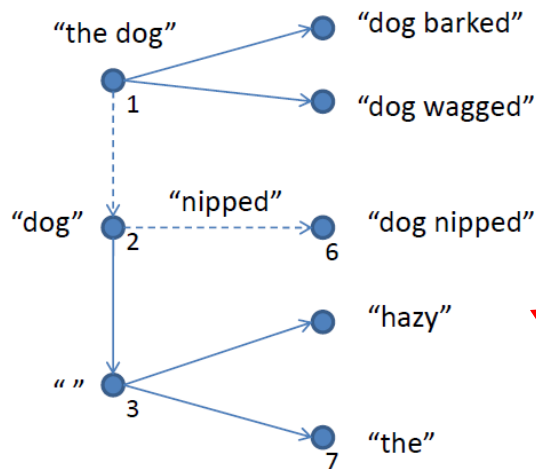 “the dog”
“dog barked”
1
“dog wagged”
“dog”
“nipped”
2
6
“dog nipped”
“hazy”
“ ”
3
7
“the”